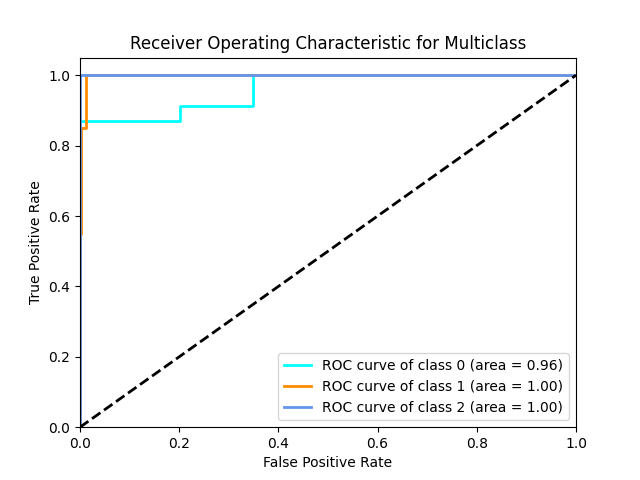 Receiver Operating Characteristic for Multiclass
True Positive Rate
1.0
0.8
0.6
0.4
0.2
0.0
ROC curve of class 0 (area = 0.96)
ROC curve of class 1 (area = 1.00)
ROC curve of class 2 (area = 1.00)
0.0 0.2 0.4 0.6 0.8 1.0
False Positive Rate